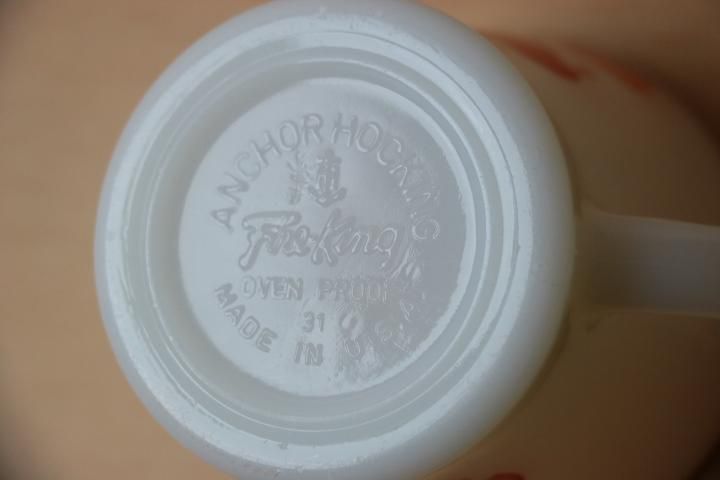 ANCHOR HOCKING
Fire-King
OVEN PROOF
31
MADE IN U.S.A.